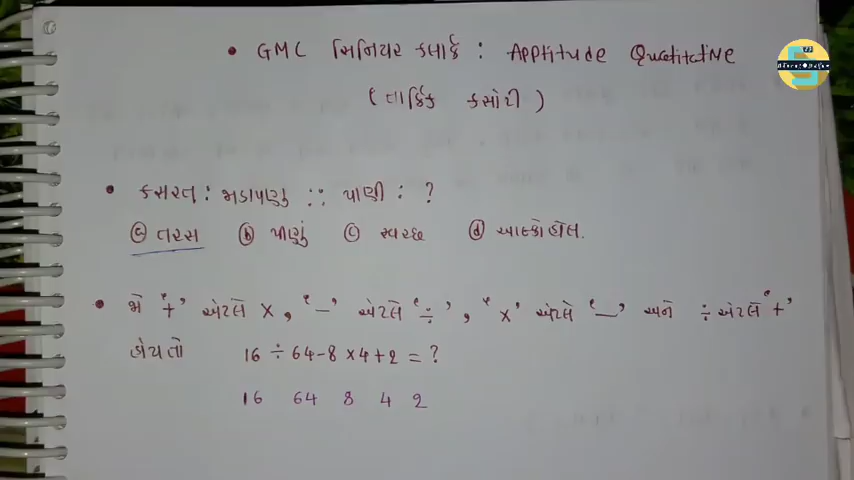 • GMC સિનિયર ક્લાર્ક : Apptitude Quatitative
(તાર્કિક કસોટી)
• કસરત : જાડાપણું :: પાણી : ?
ⓐ તરસ ⓑ પીણું ⓒ સ્વચ્છ ⓓ આલ્કોહોલ.
• જો '+' એટલે ×, '–' એટલે '÷', '×' એટલે '–' અને ÷ એટલે '+'
હોય તો 16 ÷ 64 – 8 × 4 + 2 = ?
16 64 8 4 2